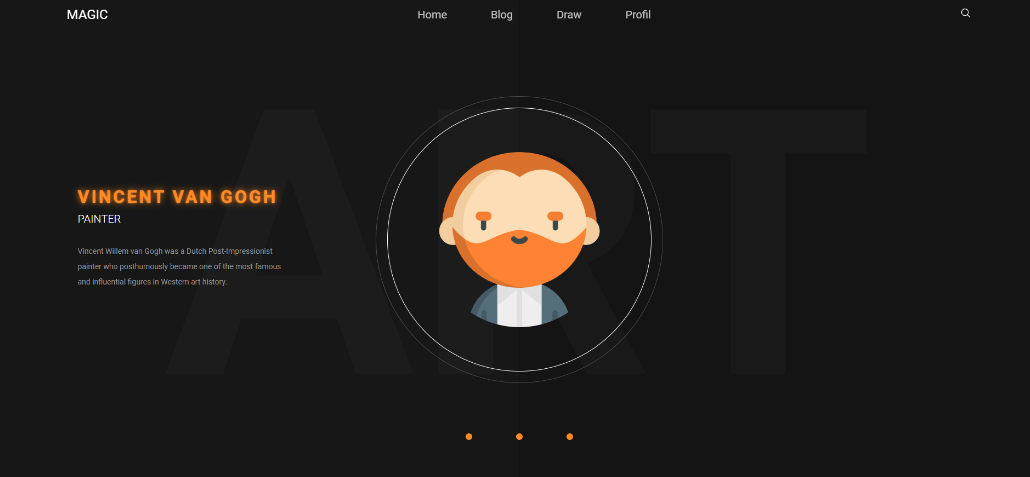 MAGIC
Home Blog Draw Profil
ART
VINCENT VAN GOGH
PAINTER
Vincent Willem van Gogh was a Dutch Post-Impressionist
painter who posthumously became one of the most famous
and influential figures in Western art history.